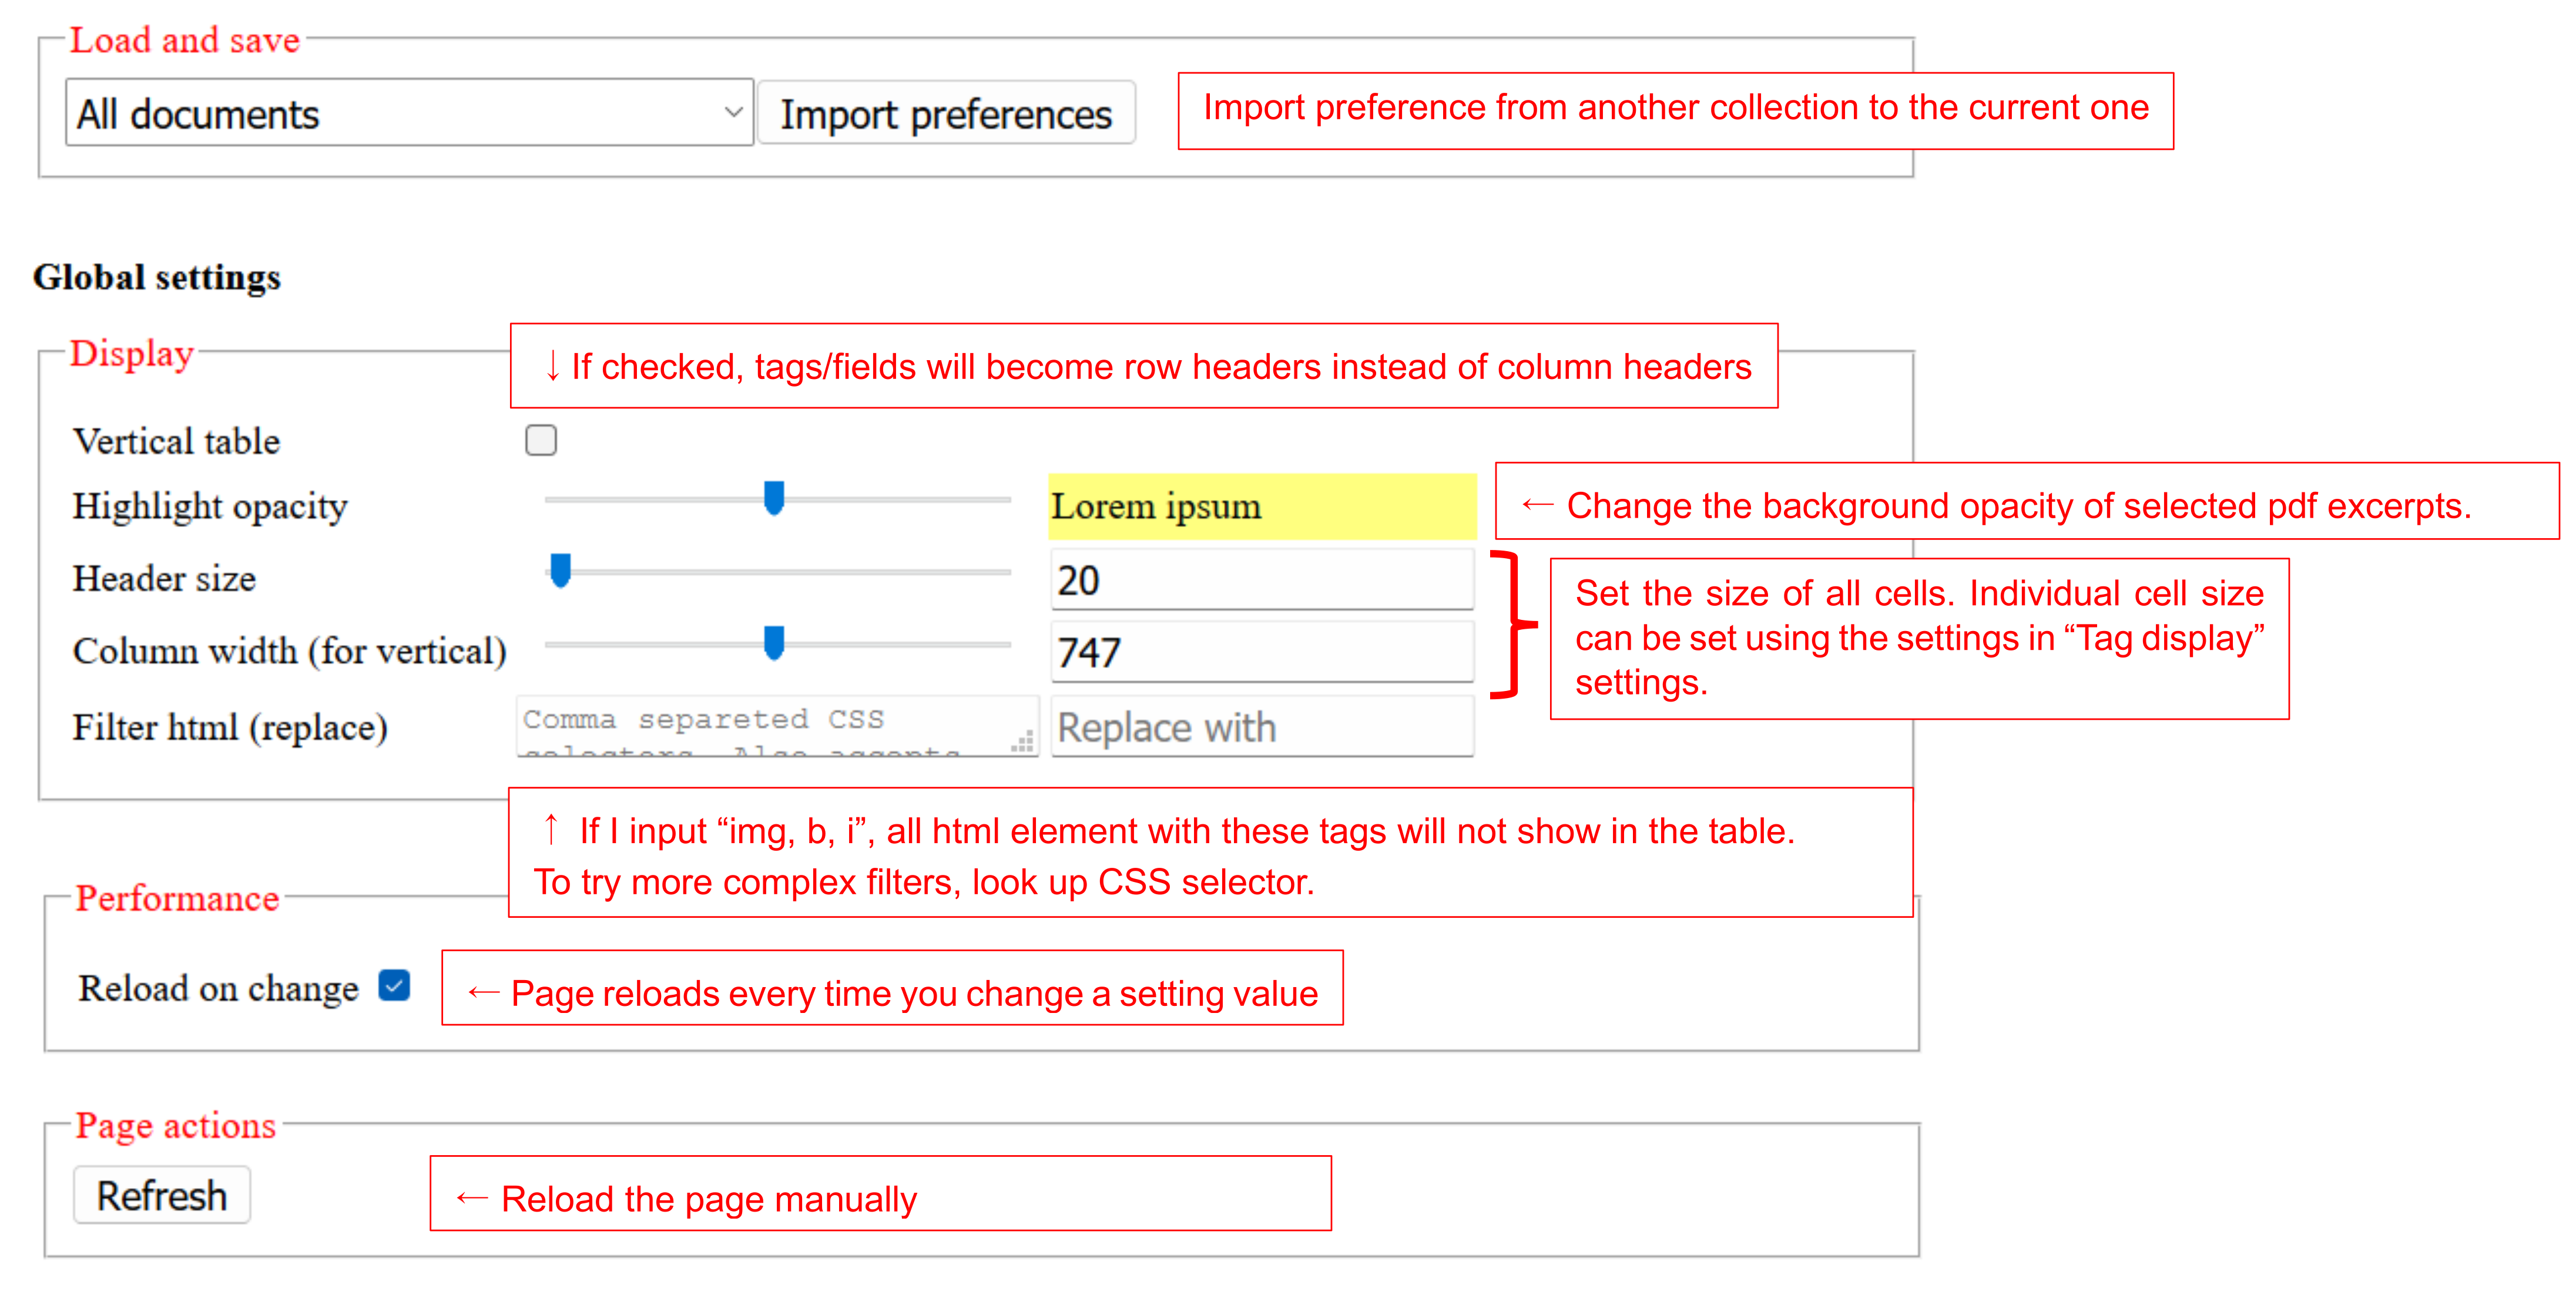 Load and save
All documents
Import preferences
Import preference from another collection to the current one
Global settings
Display
↓ If checked, tags/fields will become row headers instead of column headers
Vertical table
Highlight opacity
Lorem ipsum
← Change the background opacity of selected pdf excerpts.
Header size
20
Set the size of all cells. Individual cell size
can be set using the settings in “Tag display”
settings.
Column width (for vertical)
747
Filter html (replace)
Comma separeted CSS
selectors. Also accepts
Replace with
↑ If I input “img, b, i”, all html element with these tags will not show in the table.
To try more complex filters, look up CSS selector.
Performance
Reload on change
← Page reloads every time you change a setting value
Page actions
Refresh
← Reload the page manually